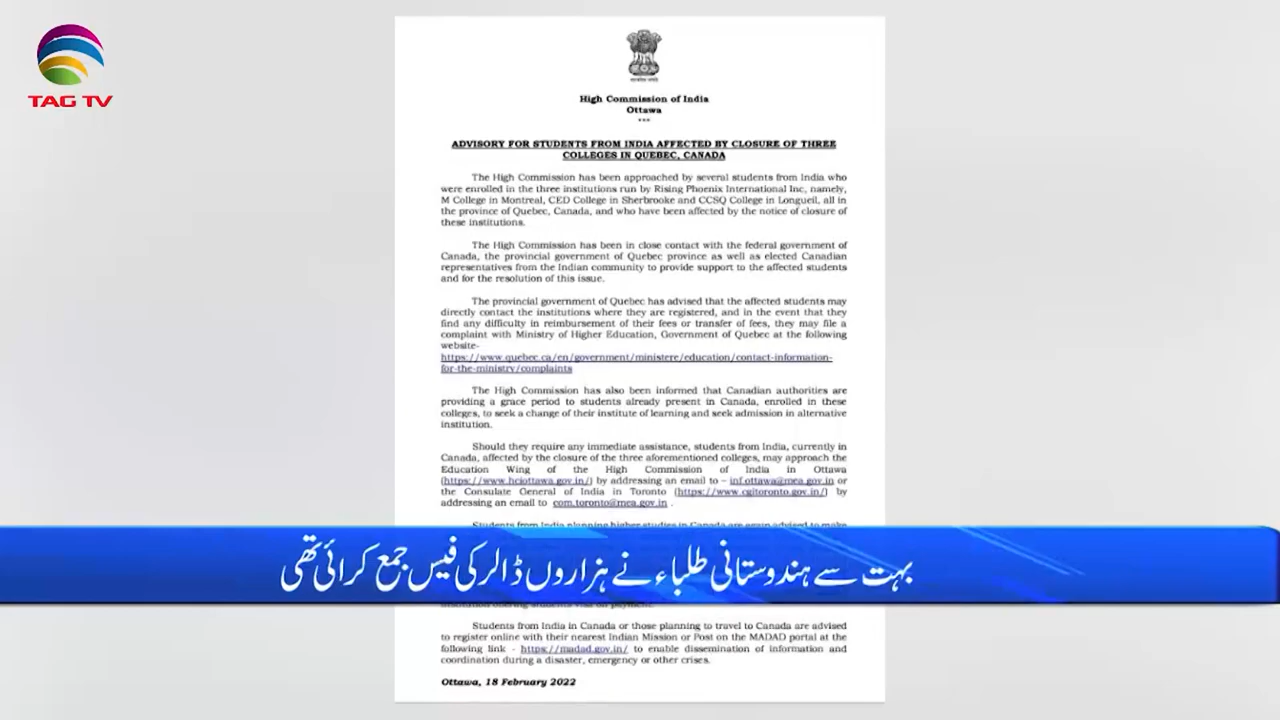 TAG TV
High Commission of India
Ottawa
***
ADVISORY FOR STUDENTS FROM INDIA AFFECTED BY CLOSURE OF THREE
COLLEGES IN QUEBEC, CANADA
The High Commission has been approached by several students from India who
were enrolled in the three institutions run by Rising Phoenix International Inc, namely,
M College in Montreal, CED College in Sherbrooke and CCSQ College in Longueil, all in
the province of Quebec, Canada, and who have been affected by the notice of closure of
these institutions.
The High Commission has been in close contact with the federal government of
Canada, the provincial government of Quebec province as well as elected Canadian
representatives from the Indian community to provide support to the affected students
and for the resolution of this issue.
The provincial government of Quebec has advised that the affected students may
directly contact the institutions where they are registered, and in the event that they
find any difficulty in reimbursement of their fees or transfer of fees, they may file a
complaint with Ministry of Higher Education, Government of Quebec at the following
website-
https://www.quebec.ca/en/government/ministere/education/contact-information-
for-the-ministry/complaints
The High Commission has also been informed that Canadian authorities are
providing a grace period to students already present in Canada, enrolled in these
colleges, to seek a change of their institute of learning and seek admission in alternative
institution.
Should they require any immediate assistance, students from India, currently in
Canada, affected by the closure of the three aforementioned colleges, may approach the
Education Wing of the High Commission of India in Ottawa
(https://www.hciottawa.gov.in/) by addressing an email to – inf.ottawa@mea.gov.in or
the Consulate General of India in Toronto (https://www.cgitoronto.gov.in/) by
addressing an email to com.toronto@mea.gov.in .
Students from India planning higher studies in Canada are again advised to make
بہت سے ہندوستانی طلباء نے ہزاروں ڈالر کی فیس جمع کرائی تھی
institution offering students visa on payment.
Students from India in Canada or those planning to travel to Canada are advised
to register online with their nearest Indian Mission or Post on the MADAD portal at the
following link - https://madad.gov.in/ to enable dissemination of information and
coordination during a disaster, emergency or other crises.
Ottawa, 18 February 2022